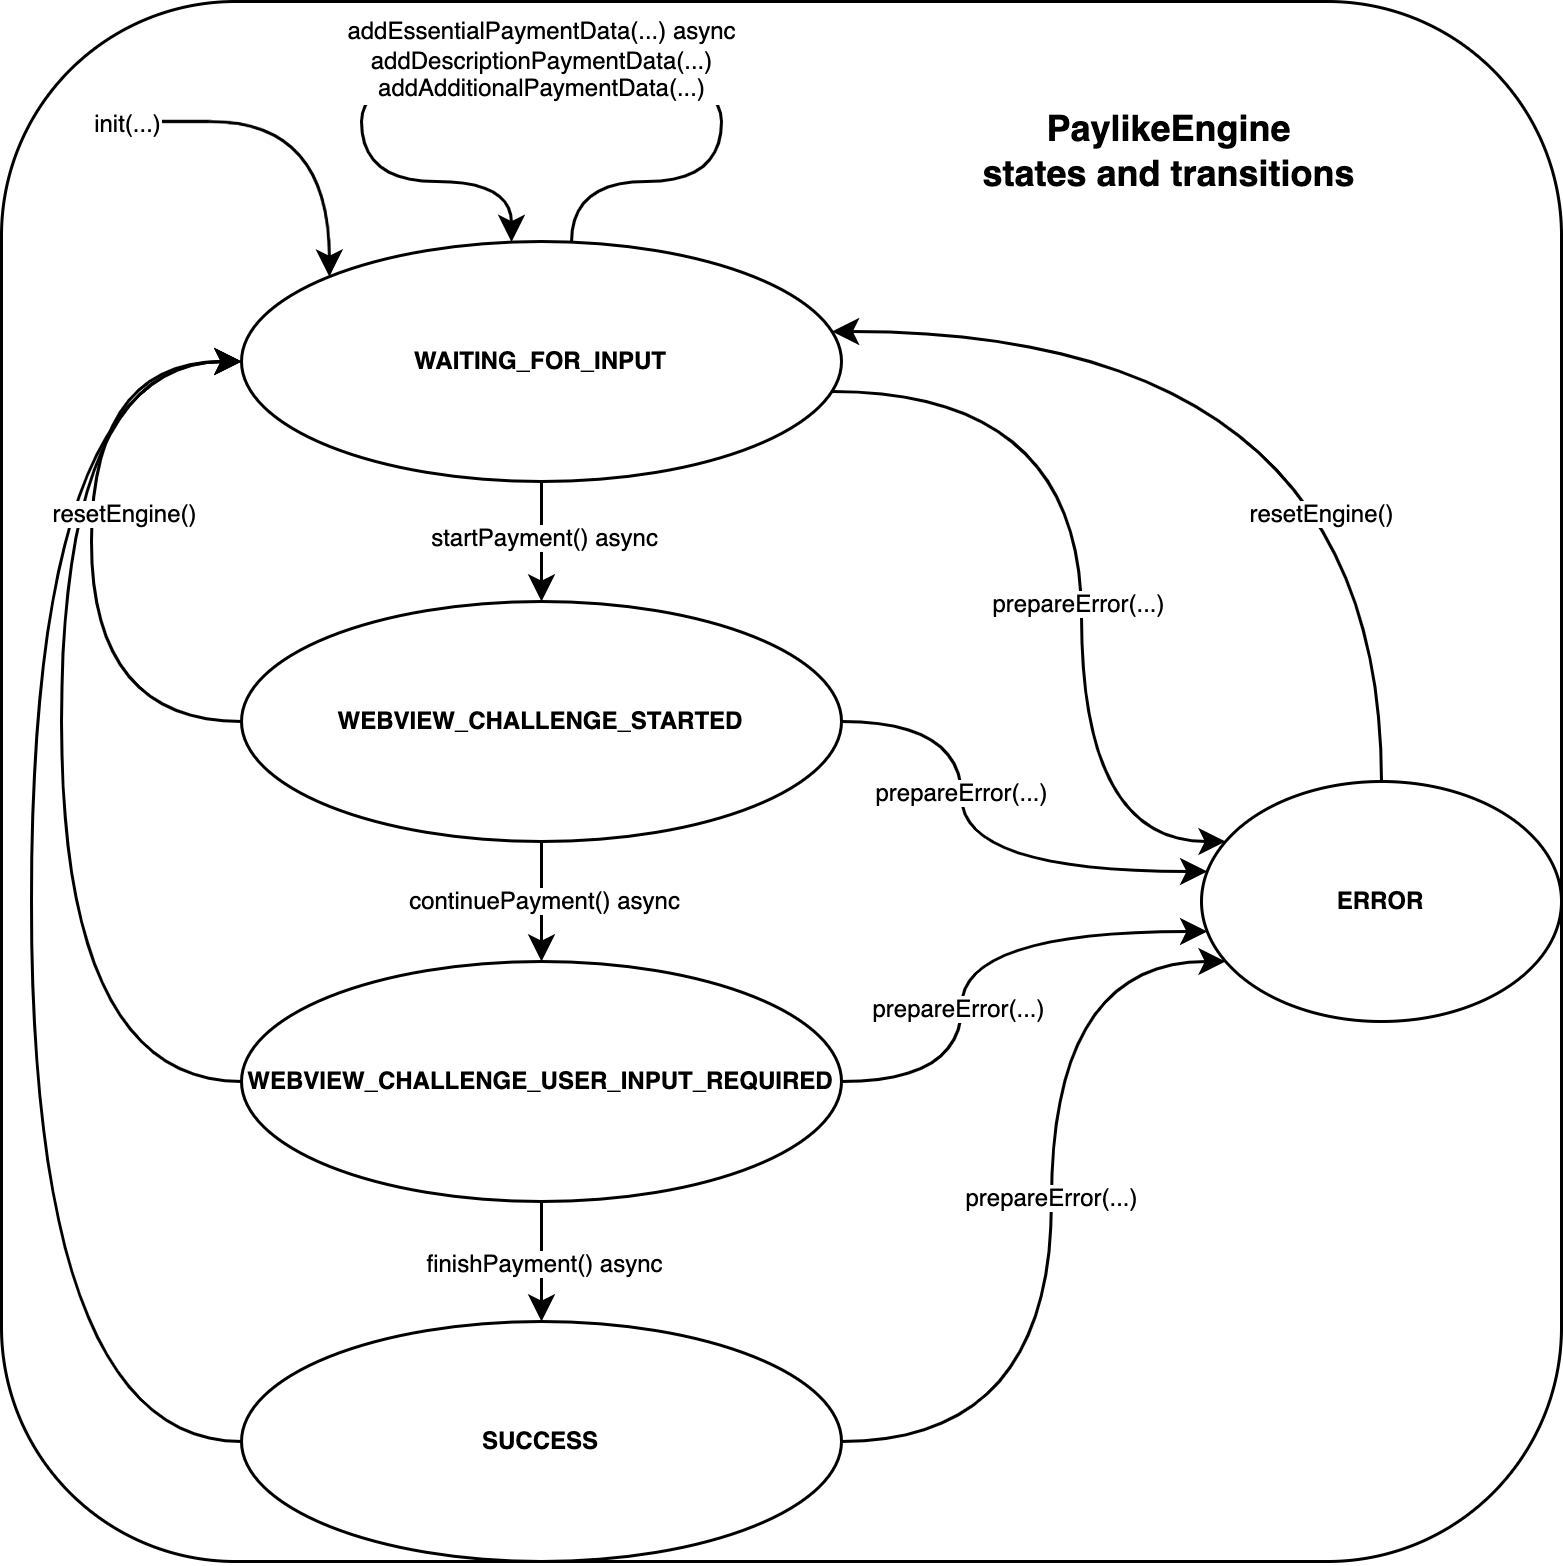 addEssentialPaymentData(...) async
addDescriptionPaymentData(...)
addAdditionalPaymentData(...)
init(...)
PaylikeEngine
states and transitions
WAITING_FOR_INPUT
resetEngine()
resetEngine()
startPayment() async
prepareError(...)
WEBVIEW_CHALLENGE_STARTED
prepareError(...)
continuePayment() async
ERROR
prepareError(...)
WEBVIEW_CHALLENGE_USER_INPUT_REQUIRED
prepareError(...)
finishPayment() async
SUCCESS